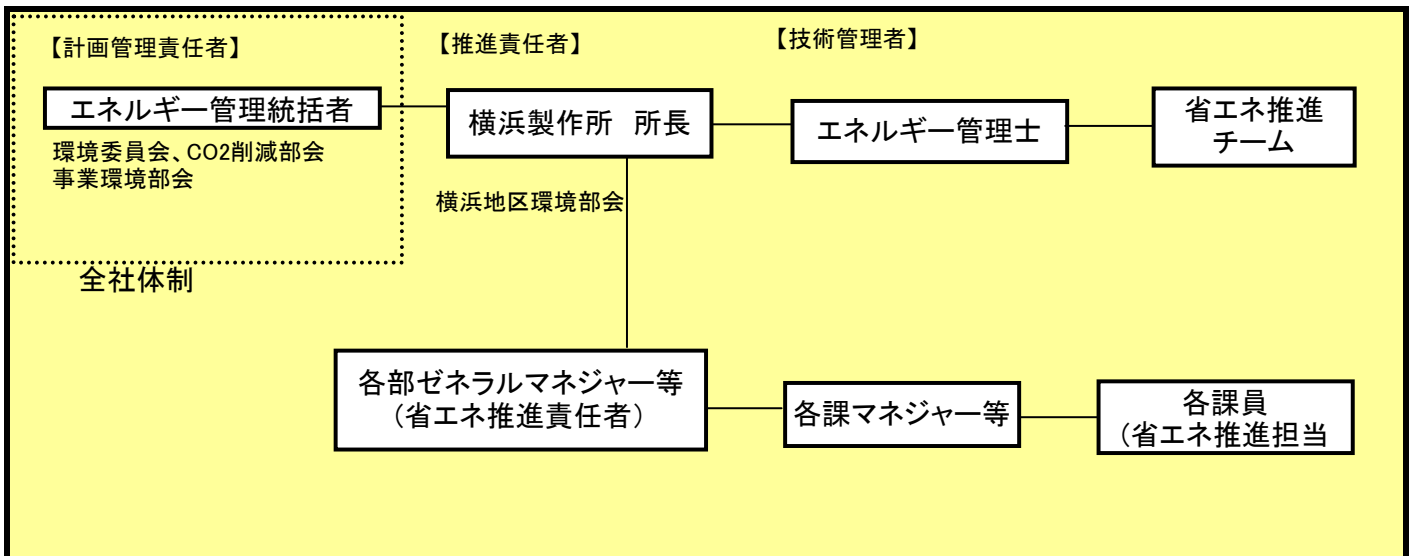 【計画管理責任者】
【推進責任者】
【技術管理者】
エネルギー管理統括者
横浜製作所　所長
エネルギー管理士
省エネ推進
チーム
環境委員会、CO2削減部会
事業環境部会
横浜地区環境部会
全社体制
各部ゼネラルマネジャー等
（省エネ推進責任者）
各課マネジャー等
各課員
（省エネ推進担当